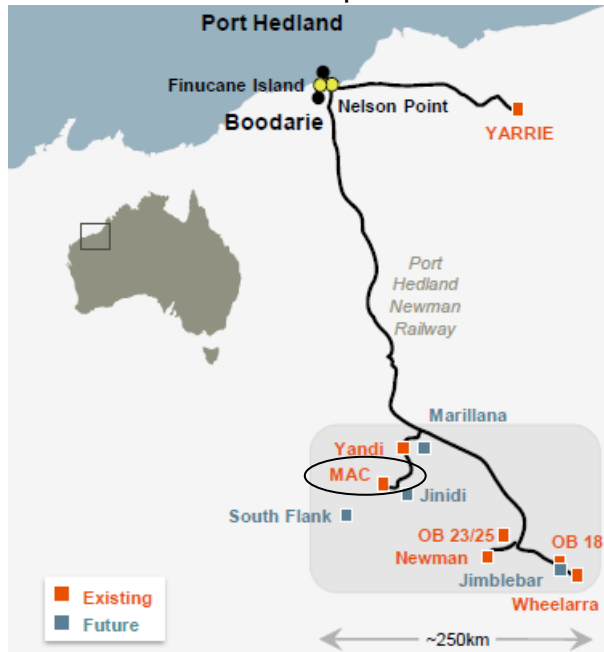 Port Hedland
Finucane Island
Nelson Point
Boodarie
YARRIE
Port
Hedland
Newman
Railway
Marillana
Yandi
MAC
Jinidi
South Flank
OB 23/25
OB 18
Newman
Jimblebar
Wheelarra
Existing
Future
~250km